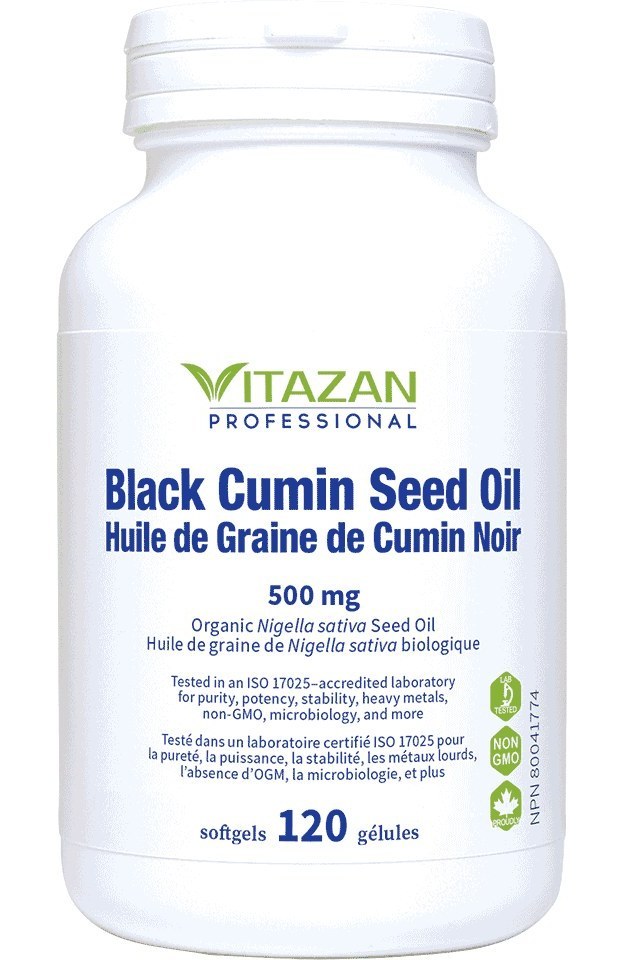 VITAZAN
PROFESSIONAL
Black Cumin Seed Oil
Huile de Graine de Cumin Noir
500 mg
Organic Nigella sativa Seed Oil
Huile de graine de Nigella sativa biologique
Tested in an ISO 17025–accredited laboratory
for purity, potency, stability, heavy metals,
non-GMO, microbiology, and more
Testé dans un laboratoire certifié ISO 17025 pour
la pureté, la puissance, la stabilité, les métaux lourds,
l'absence d'OGM, la microbiologie, et plus
softgels 120 gélules
LAB
TESTED
NON
GMO
PROUDLY
NPN 80041774